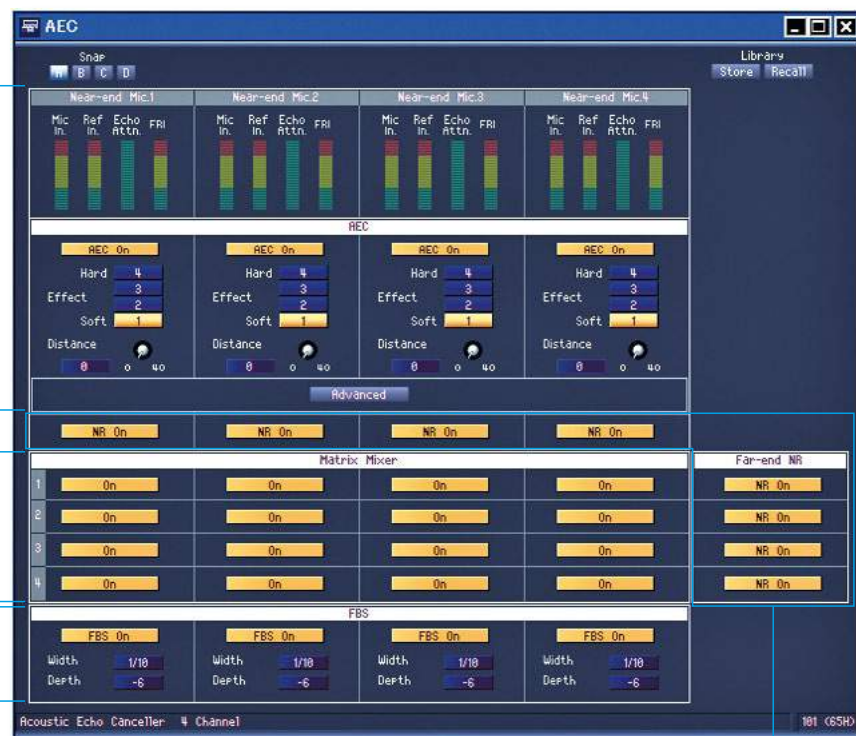 AEC
Snap
A B C D
Library
Store Recall
Near-end Mic.1 Near-end Mic.2 Near-end Mic.3 Near-end Mic.4
Mic In. Ref In. Echo Attn. FRI Mic In. Ref In. Echo Attn. FRI Mic In. Ref In. Echo Attn. FRI Mic In. Ref In. Echo Attn. FRI
AEC
AEC On AEC On AEC On AEC On
Hard 4 Hard 4 Hard 4 Hard 4
3 3 3 3
Effect Effect Effect Effect
2 2 2 2
Soft 1 Soft 1 Soft 1 Soft 1
Distance Distance Distance Distance
0 0 40 0 0 40 0 0 40 0 0 40
Advanced
NR On NR On NR On NR On
Matrix Mixer Far-end NR
1 On On On On NR On
2 On On On On NR On
3 On On On On NR On
4 On On On On NR On
FBS
FBS On FBS On FBS On FBS On
Width 1/10 Width 1/10 Width 1/10 Width 1/10
Depth -6 Depth -6 Depth -6 Depth -6
Acoustic Echo Canceller 4 Channel 101 (65H)